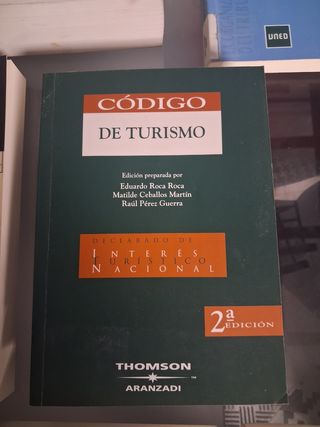 UNED
CÓDIGO
DE TURISMO
Edición preparada por
Eduardo Roca Roca
Matilde Ceballos Martín
Raúl Pérez Guerra
DECLARADO DE
INTERÉS
TURÍSTICO
NACIONAL
2ª
EDICIÓN
THOMSON
ARANZADI